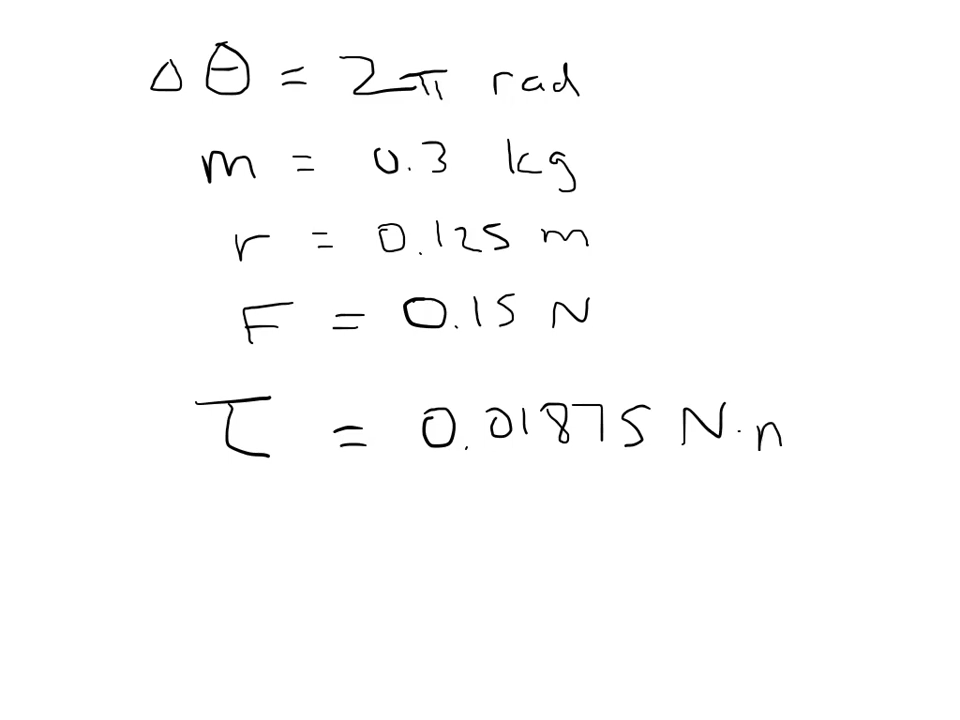 Δθ = 2π rad
m = 0.3 kg
r = 0.125 m
F = 0.15 N
τ = 0.01875 N·n